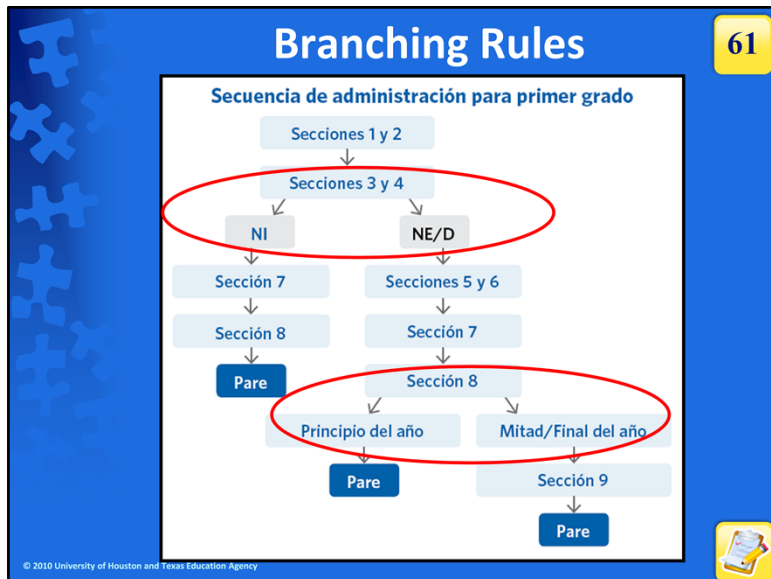 Branching Rules
61
Secuencia de administración para primer grado
Secciones 1 y 2
Secciones 3 y 4
NI
NE/D
Sección 7
Secciones 5 y 6
Sección 8
Sección 7
Pare
Sección 8
Principio del año
Mitad/Final del año
Pare
Sección 9
Pare
© 2010 University of Houston and Texas Education Agency